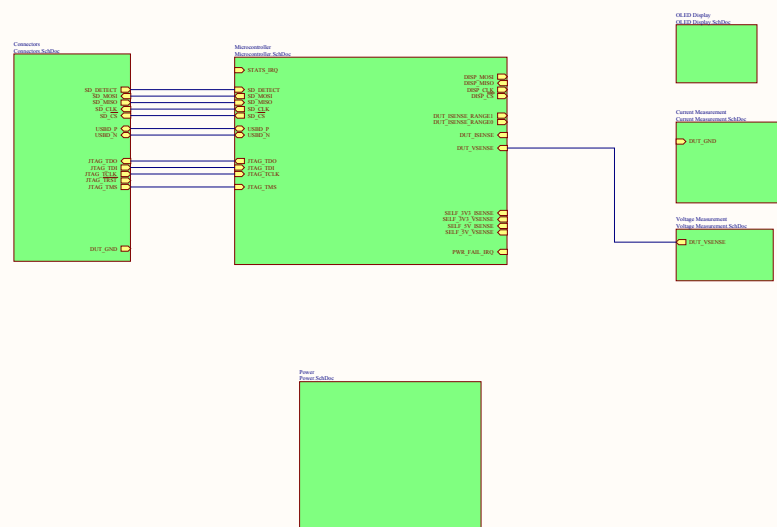 Connectors
Connectors.SchDoc
SD_DETECT
SD_MOSI
SD_MISO
SD_CLK
SD_CS
USBD_P
USBD_N
JTAG_TDO
JTAG_TDI
JTAG_TCLK
JTAG_TRST
JTAG_TMS
DUT_GND
Microcontroller
Microcontroller.SchDoc
STATS_IRQ
SD_DETECT
SD_MOSI
SD_MISO
SD_CLK
SD_CS
USBD_P
USBD_N
JTAG_TDO
JTAG_TDI
JTAG_TCLK
JTAG_TMS
DISP_MOSI
DISP_MISO
DISP_CLK
DISP_CS
DUT_ISENSE_RANGE1
DUT_ISENSE_RANGE0
DUT_ISENSE
DUT_VSENSE
SELF_3V3_ISENSE
SELF_3V3_VSENSE
SELF_5V_ISENSE
SELF_5V_VSENSE
PWR_FAIL_IRQ
OLED Display
OLED Display.SchDoc
Current Measurement
Current Measurement.SchDoc
DUT_GND
Voltage Measurement
Voltage Measurement.SchDoc
DUT_VSENSE
Power
Power.SchDoc